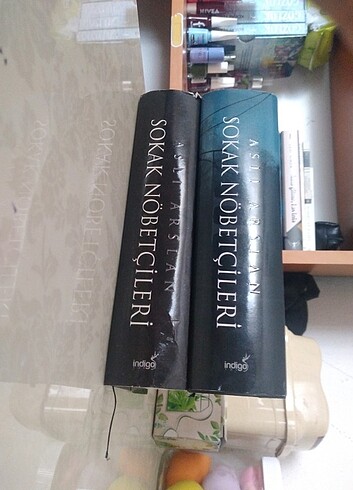 ASLI ARSLAN
SOKAK NÖBETÇİLERİ
indigo
ASLI ARSLAN
SOKAK NÖBETÇİLERİ
indigo
NIVEA